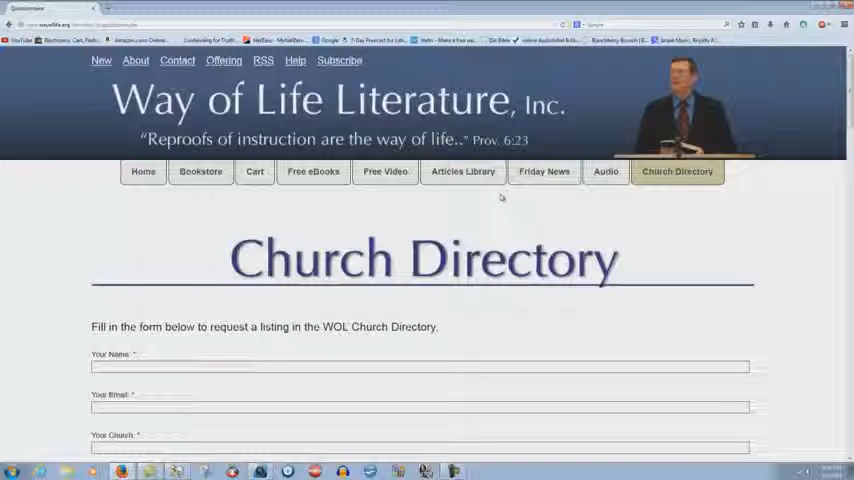 Questionnaire
YouTube
Google
New About Contact Offering RSS Help Subscribe
Way of Life Literature, Inc.
“Reproofs of instruction are the way of life..” Prov. 6:23
Home Bookstore Cart Free eBooks Free Video Articles Library Friday News Audio Church Directory
Church Directory
Fill in the form below to request a listing in the WOL Church Directory.
Your Name: *
Your Email: *
Your Church: *